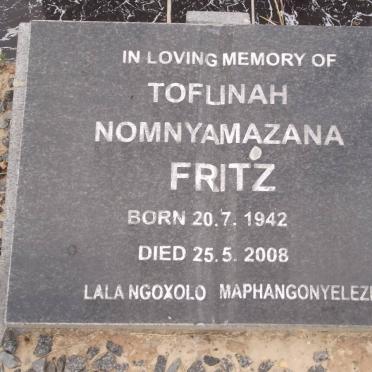 IN LOVING MEMORY OF
TOFLINAH
NOMNYAMAZANA
FRITZ
BORN 20.7. 1942
DIED 25.5. 2008
LALA NGOXOLO MAPHANGONYELEZI